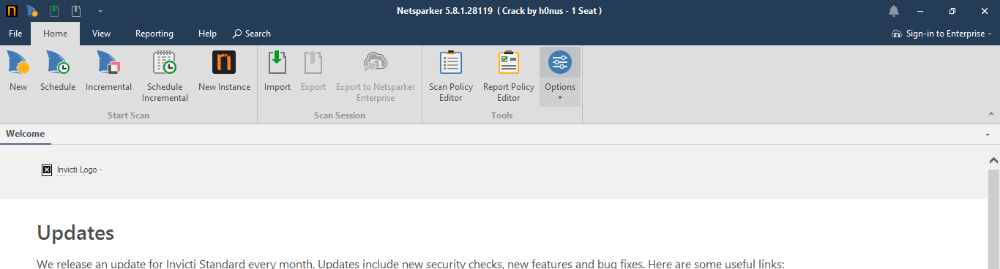 Netsparker 5.8.1.28119 ( Crack by h0nus - 1 Seat )
File Home View Reporting Help Search Sign-in to Enterprise
New Schedule Incremental Schedule Incremental New Instance Import Export Export to Netsparker Enterprise Scan Policy Editor Report Policy Editor Options
Start Scan Scan Session Tools
Welcome
Invicti Logo -
Updates
We release an update for Invicti Standard every month. Updates include new security checks, new features and bug fixes. Here are some useful links: